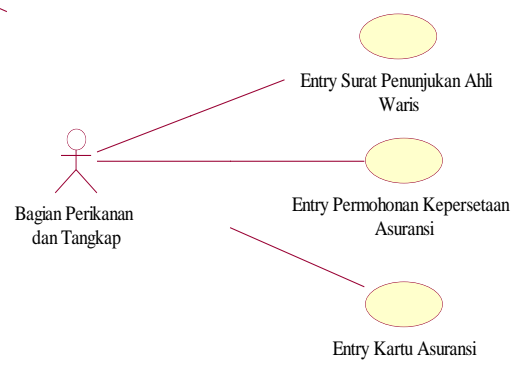 Entry Surat Penunjukan Ahli
Waris
Bagian Perikanan
dan Tangkap
Entry Permohonan Kepersetaan
Asuransi
Entry Kartu Asuransi